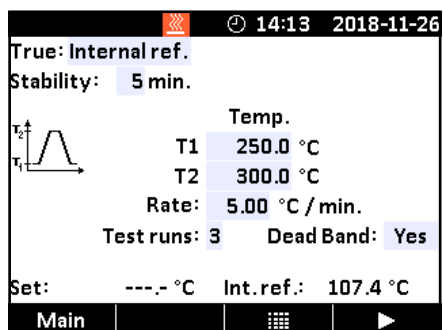 14:13 2018-11-26
True: Internal ref.
Stability: 5 min.
Temp.
T2
T1 250.0 °C
T1
T2 300.0 °C
Rate: 5.00 °C / min.
Test runs: 3 Dead Band: Yes
Set: ---.- °C Int. ref.: 107.4 °C
Main